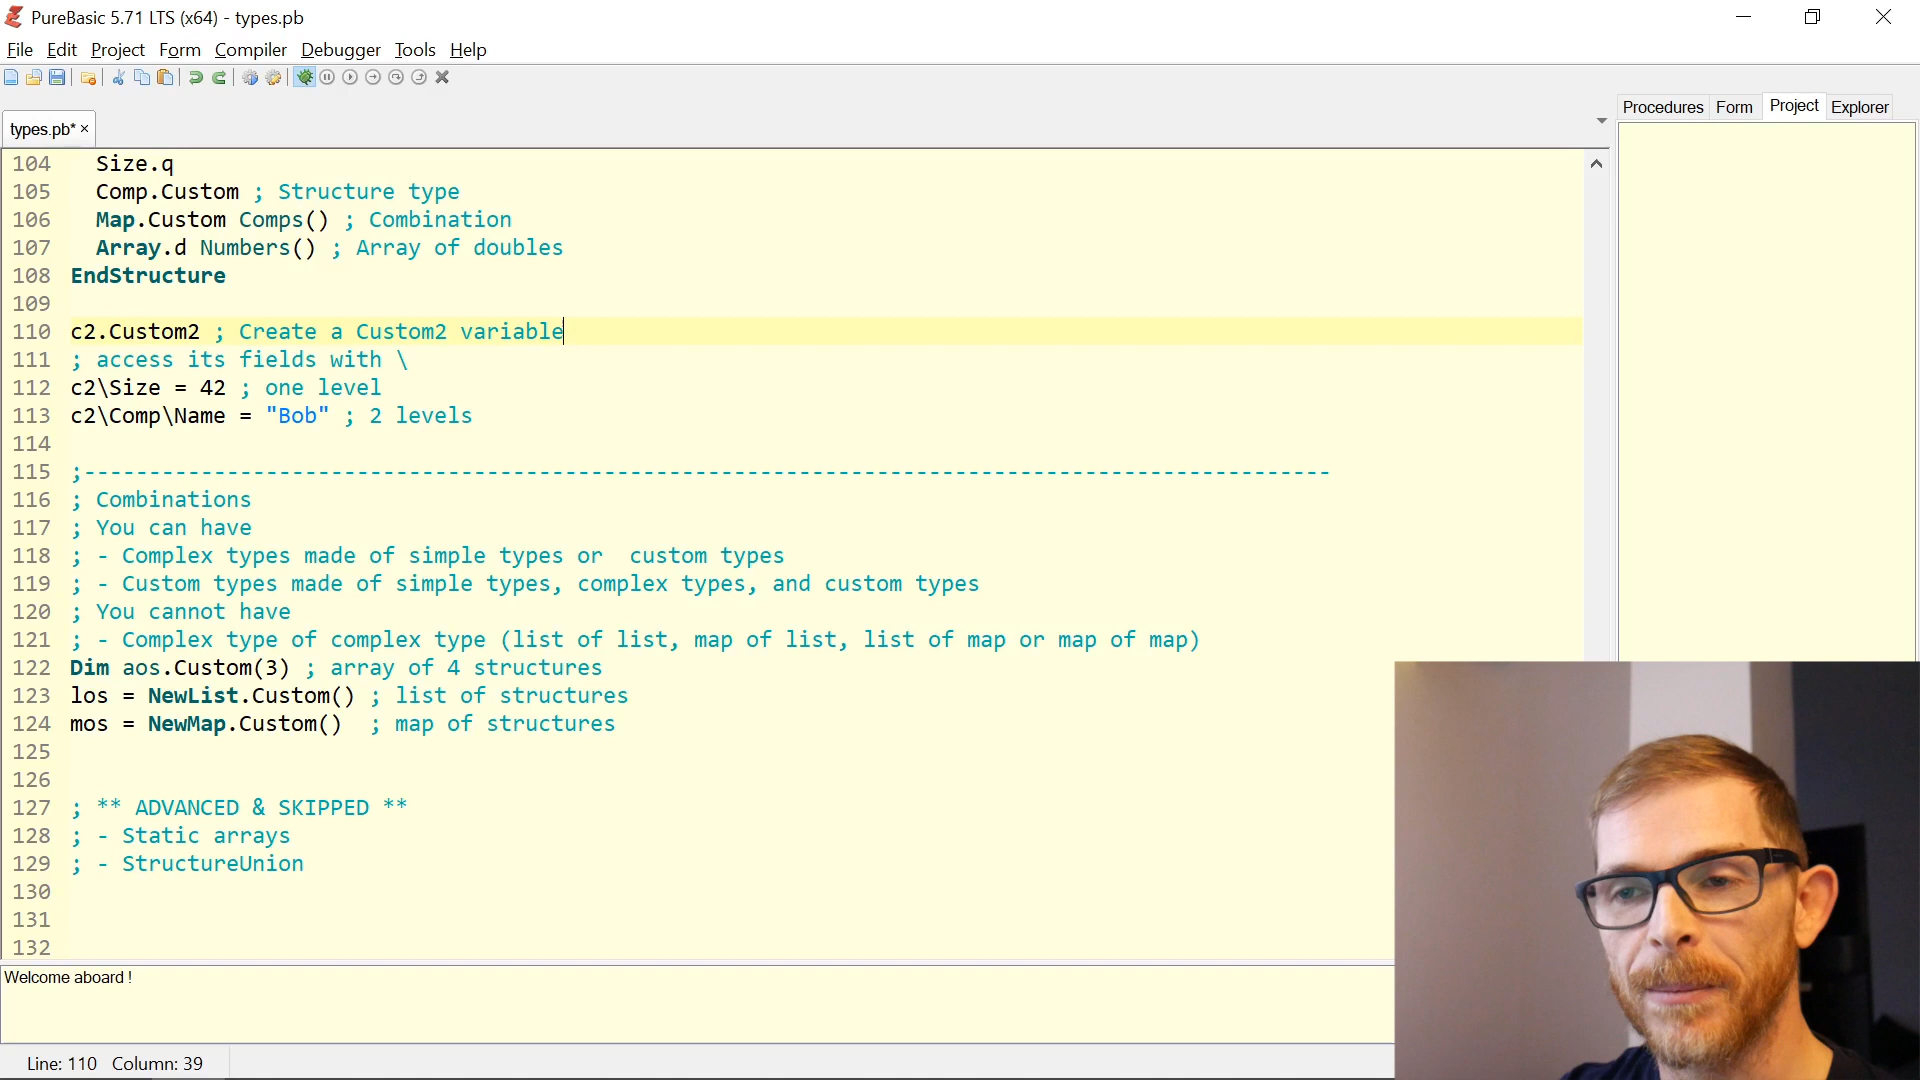 PureBasic 5.71 LTS (x64) - types.pb
File Edit Project Form Compiler Debugger Tools Help
types.pb*
Procedures Form Project Explorer
104 Size.q
105 Comp.Custom ; Structure type
106 Map.Custom Comps() ; Combination
107 Array.d Numbers() ; Array of doubles
108 EndStructure
109
110 c2.Custom2 ; Create a Custom2 variable
111 ; access its fields with \
112 c2\Size = 42 ; one level
113 c2\Comp\Name = "Bob" ; 2 levels
114
115 ;------------------------------------------------------------------------------------------------
116 ; Combinations
117 ; You can have
118 ; - Complex types made of simple types or  custom types
119 ; - Custom types made of simple types, complex types, and custom types
120 ; You cannot have
121 ; - Complex type of complex type (list of list, map of list, list of map or map of map)
122 Dim aos.Custom(3) ; array of 4 structures
123 los = NewList.Custom() ; list of structures
124 mos = NewMap.Custom()  ; map of structures
125
126
127 ; ** ADVANCED & SKIPPED **
128 ; - Static arrays
129 ; - StructureUnion
130
131
132
Welcome aboard !
Line: 110 Column: 39